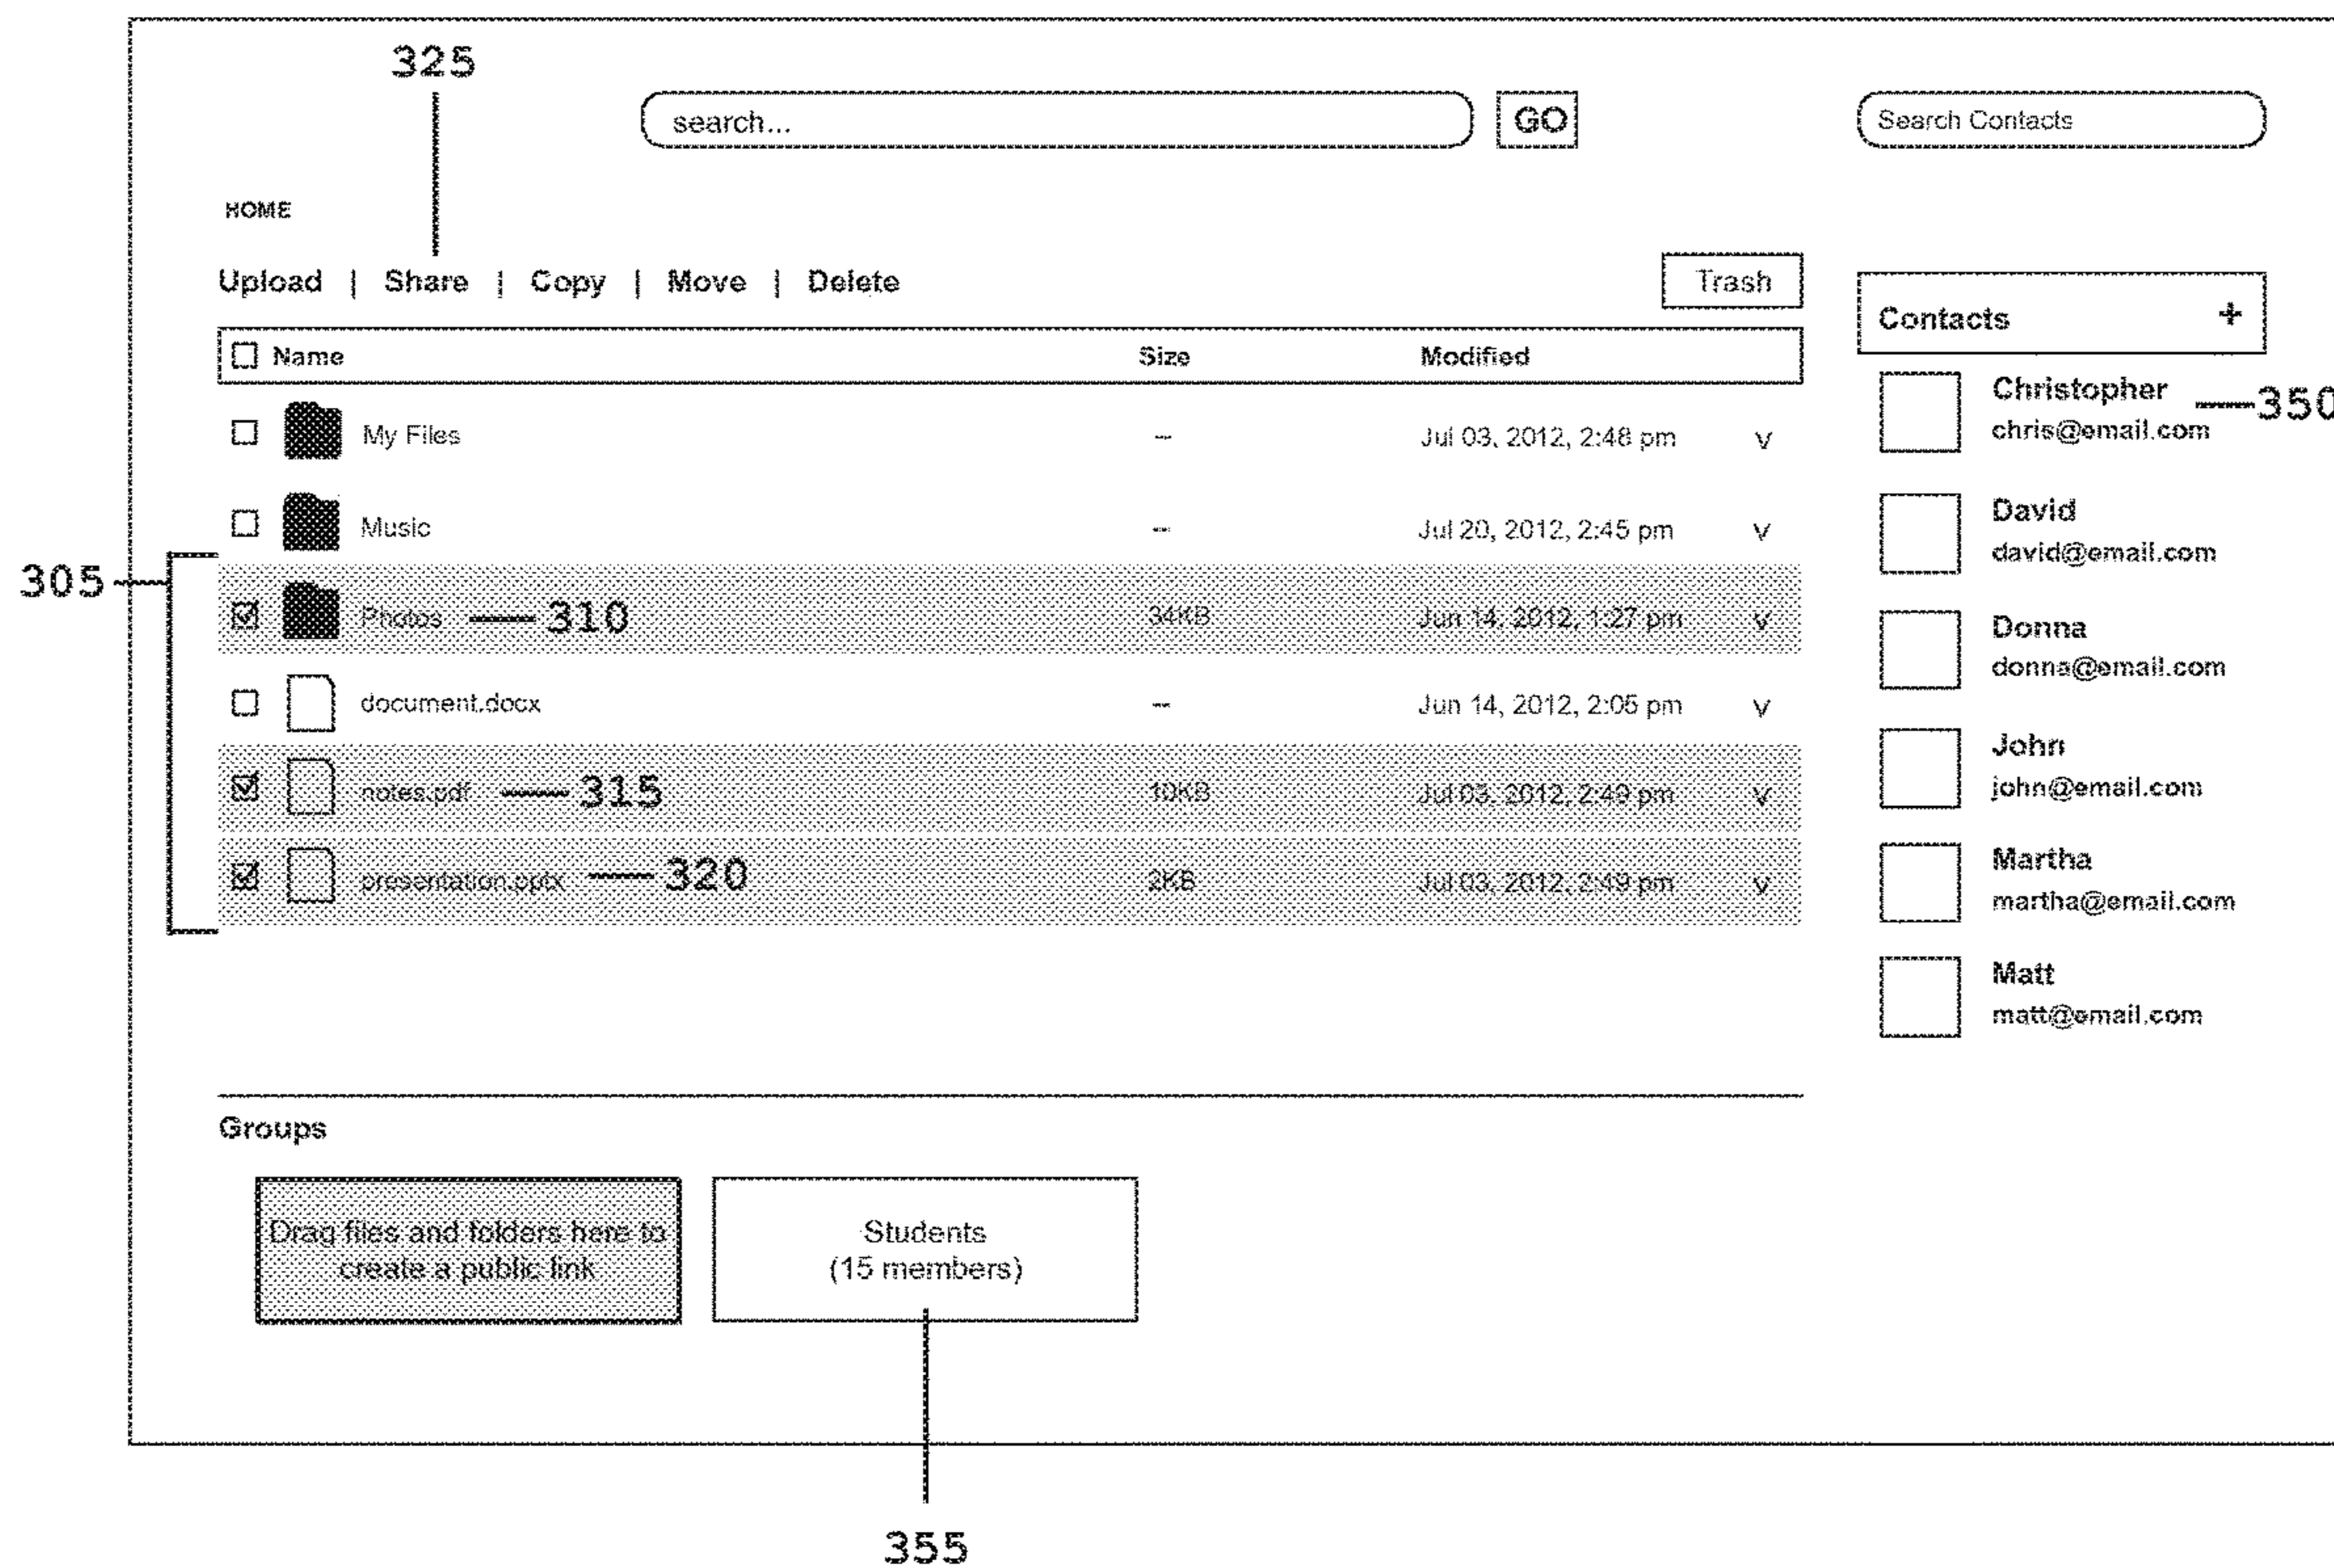 325
search... GO Search Contacts
HOME
Upload | Share | Copy | Move | Delete Trash
Contacts +
Name Size Modified
Christopher 350
chris@email.com
My Files -- Jul 03, 2012, 2:48 pm v
David
david@email.com
Music -- Jul 20, 2012, 2:45 pm v
305
Photos 310 34KB Jun 14, 2012, 1:27 pm v
Donna
donna@email.com
document.docx -- Jun 14, 2012, 2:05 pm v
John
john@email.com
notes.pdf 315 10KB Jul 03, 2012, 2:49 pm v
Martha
martha@email.com
presentation.pptx 320 2KB Jul 03, 2012, 2:49 pm v
Matt
matt@email.com
Groups
Drag files and folders here to
create a public link
Students
(15 members)
355